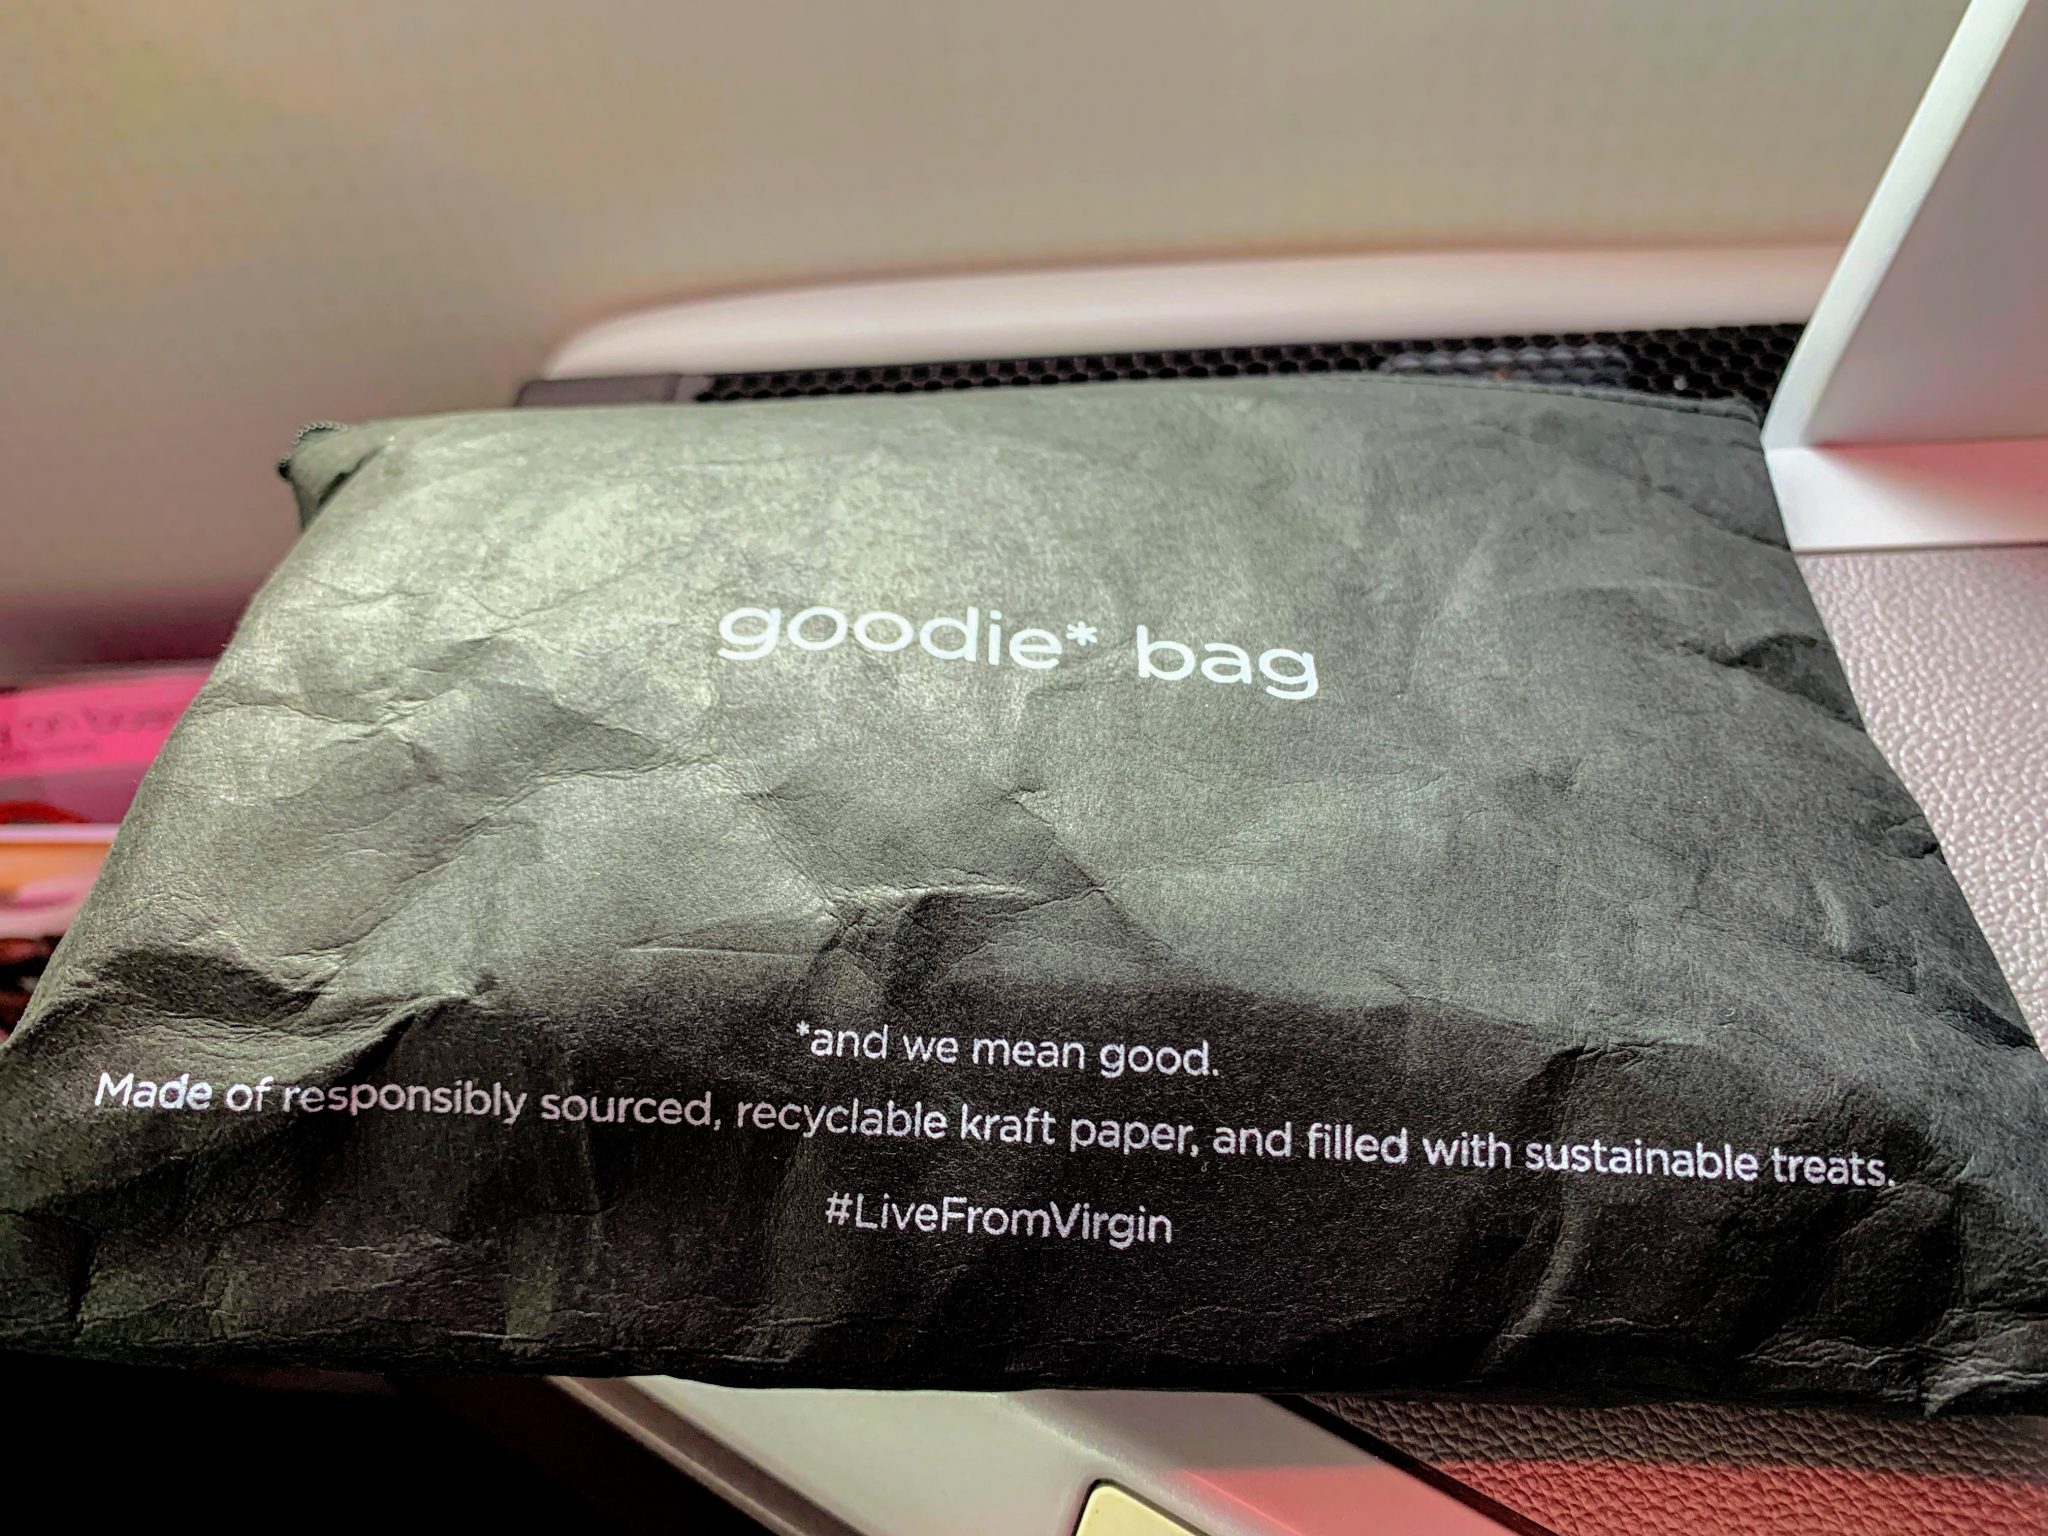 goodie* bag
*and we mean good.
Made of responsibly sourced, recyclable kraft paper, and filled with sustainable treats.
#LiveFromVirgin